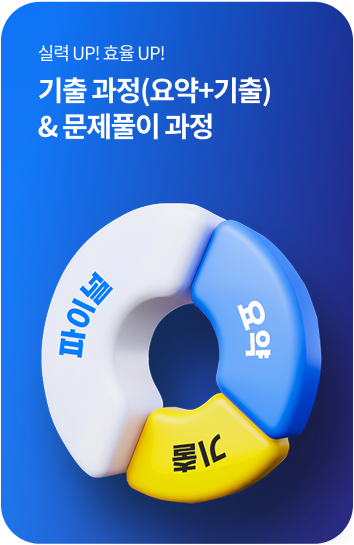 실력 UP! 효율 UP!
기출 과정(요약+기출)
& 문제풀이 과정
파이널
요약
기출